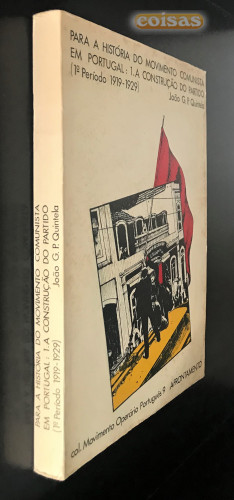 coisas
PARA A HISTÓRIA DO MOVIMENTO COMUNISTA
EM PORTUGAL: 1. A CONSTRUÇÃO DO PARTIDO
(1º Período 1919-1929)
João G. P. Quintela
col. Movimento Operário Português 9 AFRONTAMENTO
PARA A HISTÓRIA DO MOVIMENTO COMUNISTA
EM PORTUGAL: 1. A CONSTRUÇÃO DO PARTIDO
(1º Período 1919-1929) João G. P. Quintela